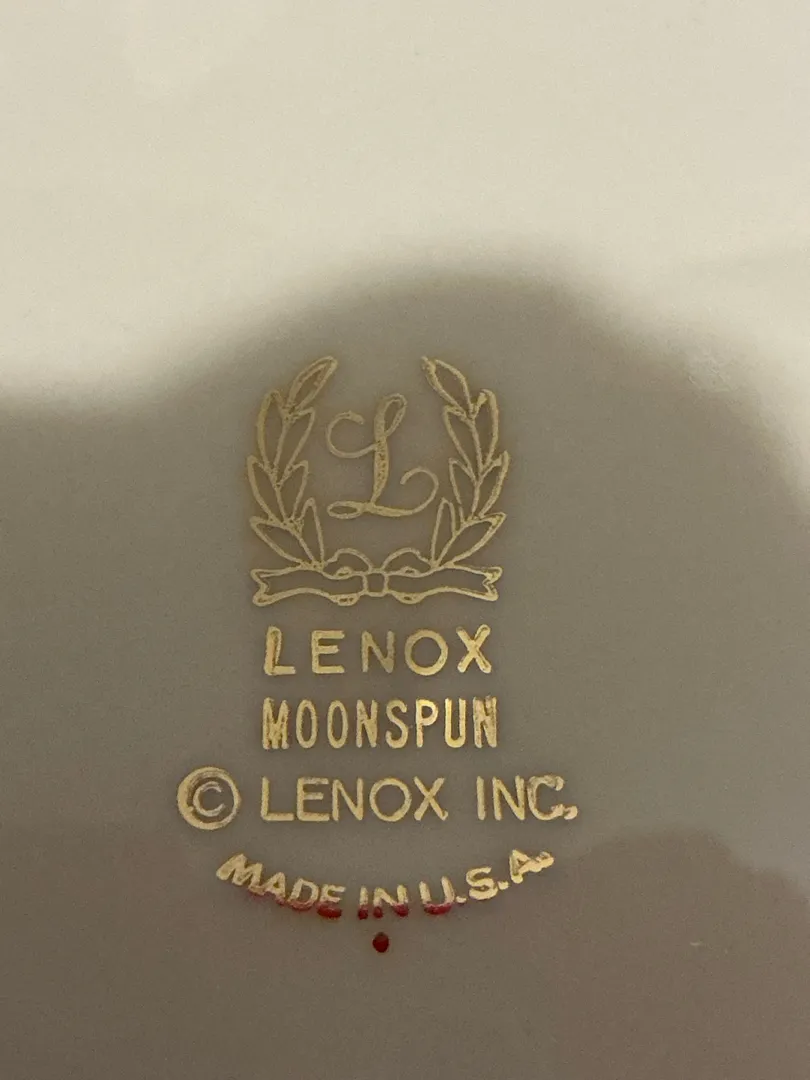 L
LENOX
MOONSPUN
© LENOX INC.
MADE IN U.S.A.